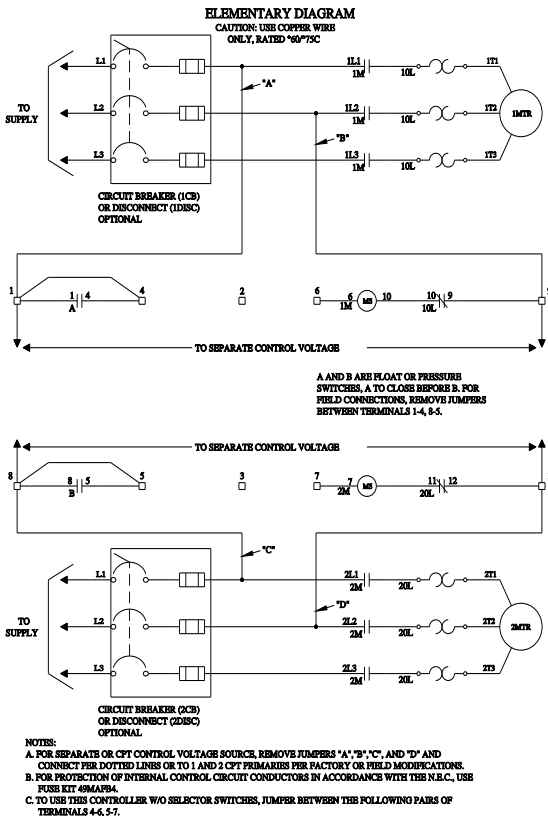 ELEMENTARY DIAGRAM
CAUTION: USE COPPER WIRE
ONLY, RATED °60/°75C
L1
1L1
1M
10L
1T1
"A"
TO
SUPPLY
L2
1L2
1M
10L
1T2
1MTR
"B"
L3
1L3
1M
10L
1T3
CIRCUIT BREAKER (1CB)
OR DISCONNECT (1DISC)
OPTIONAL
1
4
2
6
1
4
A
6
1M
MS
10
10
9
10L
TO SEPARATE CONTROL VOLTAGE
A AND B ARE FLOAT OR PRESSURE
SWITCHES, A TO CLOSE BEFORE B. FOR
FIELD CONNECTIONS, REMOVE JUMPERS
BETWEEN TERMINALS 1-4, 8-5.
TO SEPARATE CONTROL VOLTAGE
8
5
3
7
8
5
B
7
2M
MS
11
12
20L
"C"
L1
2L1
2M
20L
2T1
"D"
TO
SUPPLY
L2
2L2
2M
20L
2T2
2MTR
L3
2L3
2M
20L
2T3
CIRCUIT BREAKER (2CB)
OR DISCONNECT (2DISC)
OPTIONAL
NOTES:
A. FOR SEPARATE OR CPT CONTROL VOLTAGE SOURCE, REMOVE JUMPERS "A","B","C", AND "D" AND
CONNECT PER DOTTED LINES OR TO 1 AND 2 CPT PRIMARIES PER FACTORY OR FIELD MODIFICATIONS.
B. FOR PROTECTION OF INTERNAL CONTROL CIRCUIT CONDUCTORS IN ACCORDANCE WITH THE N.E.C., USE
FUSE KIT 49MAFB4.
C. TO USE THIS CONTROLLER W/O SELECTOR SWITCHES, JUMPER BETWEEN THE FOLLOWING PAIRS OF
TERMINALS 4-6, 5-7.